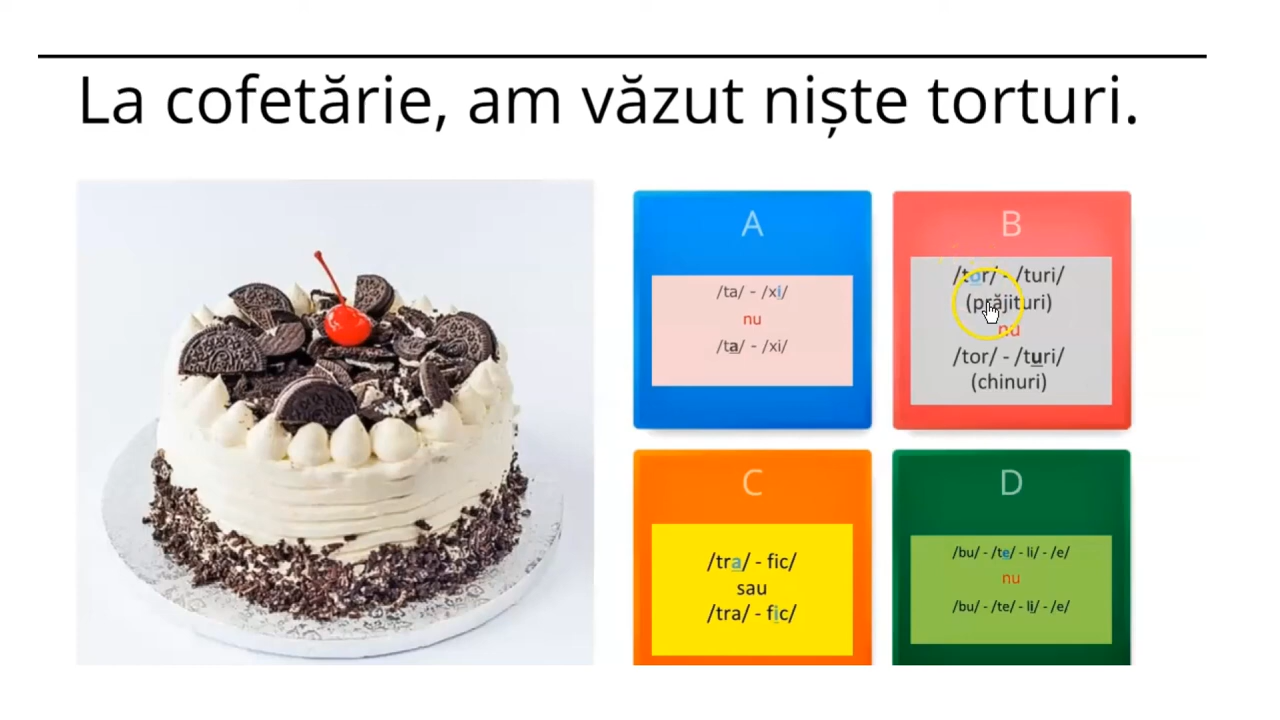 La cofetărie, am văzut niște torturi.
A
/ta/ - /xi/
nu
/ta/ - /xi/
B
/tor/ - /turi/
(prăjituri)
nu
/tor/ - /turi/
(chinuri)
C
/tra/ - fic/
sau
/tra/ - fic/
D
/bu/ - /te/ - li/ - /e/
nu
/bu/ - /te/ - li/ - /e/